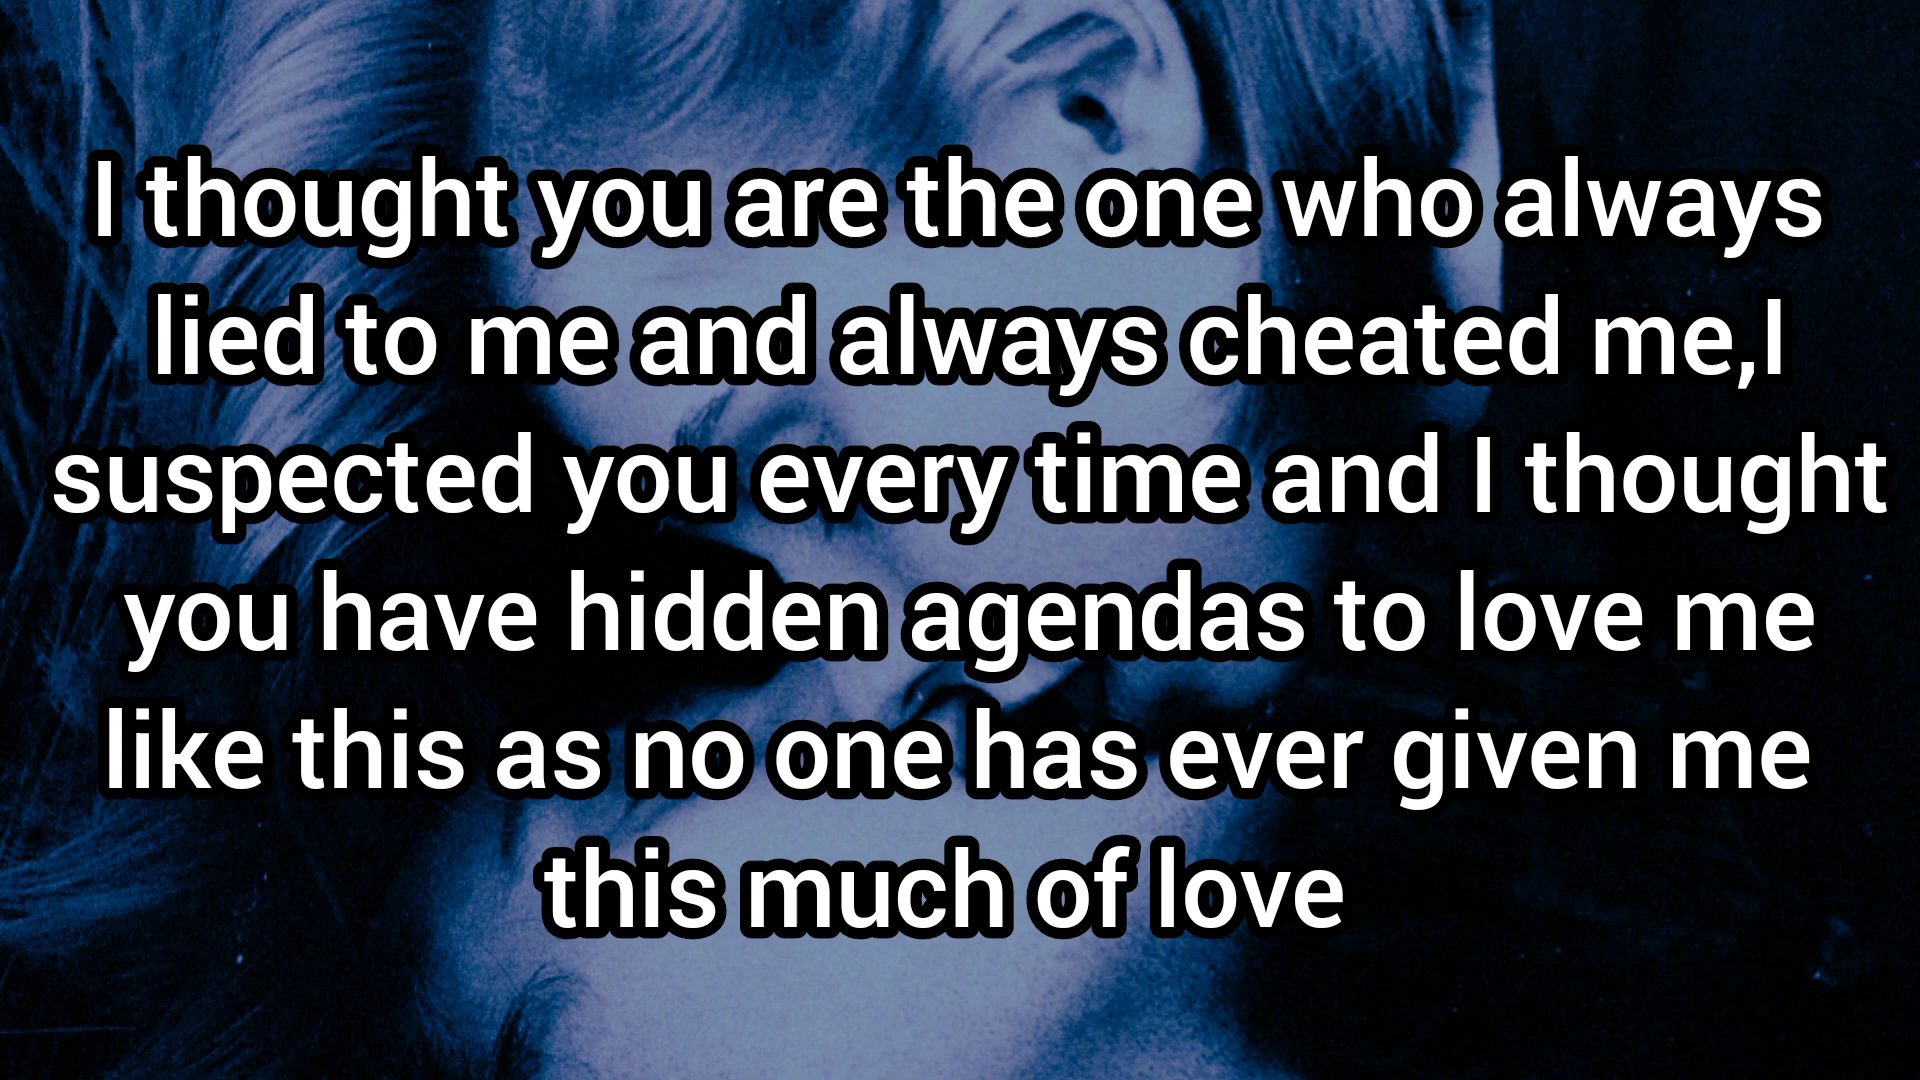 I thought you are the one who always
lied to me and always cheated me,I
suspected you every time and I thought
you have hidden agendas to love me
like this as no one has ever given me
this much of love